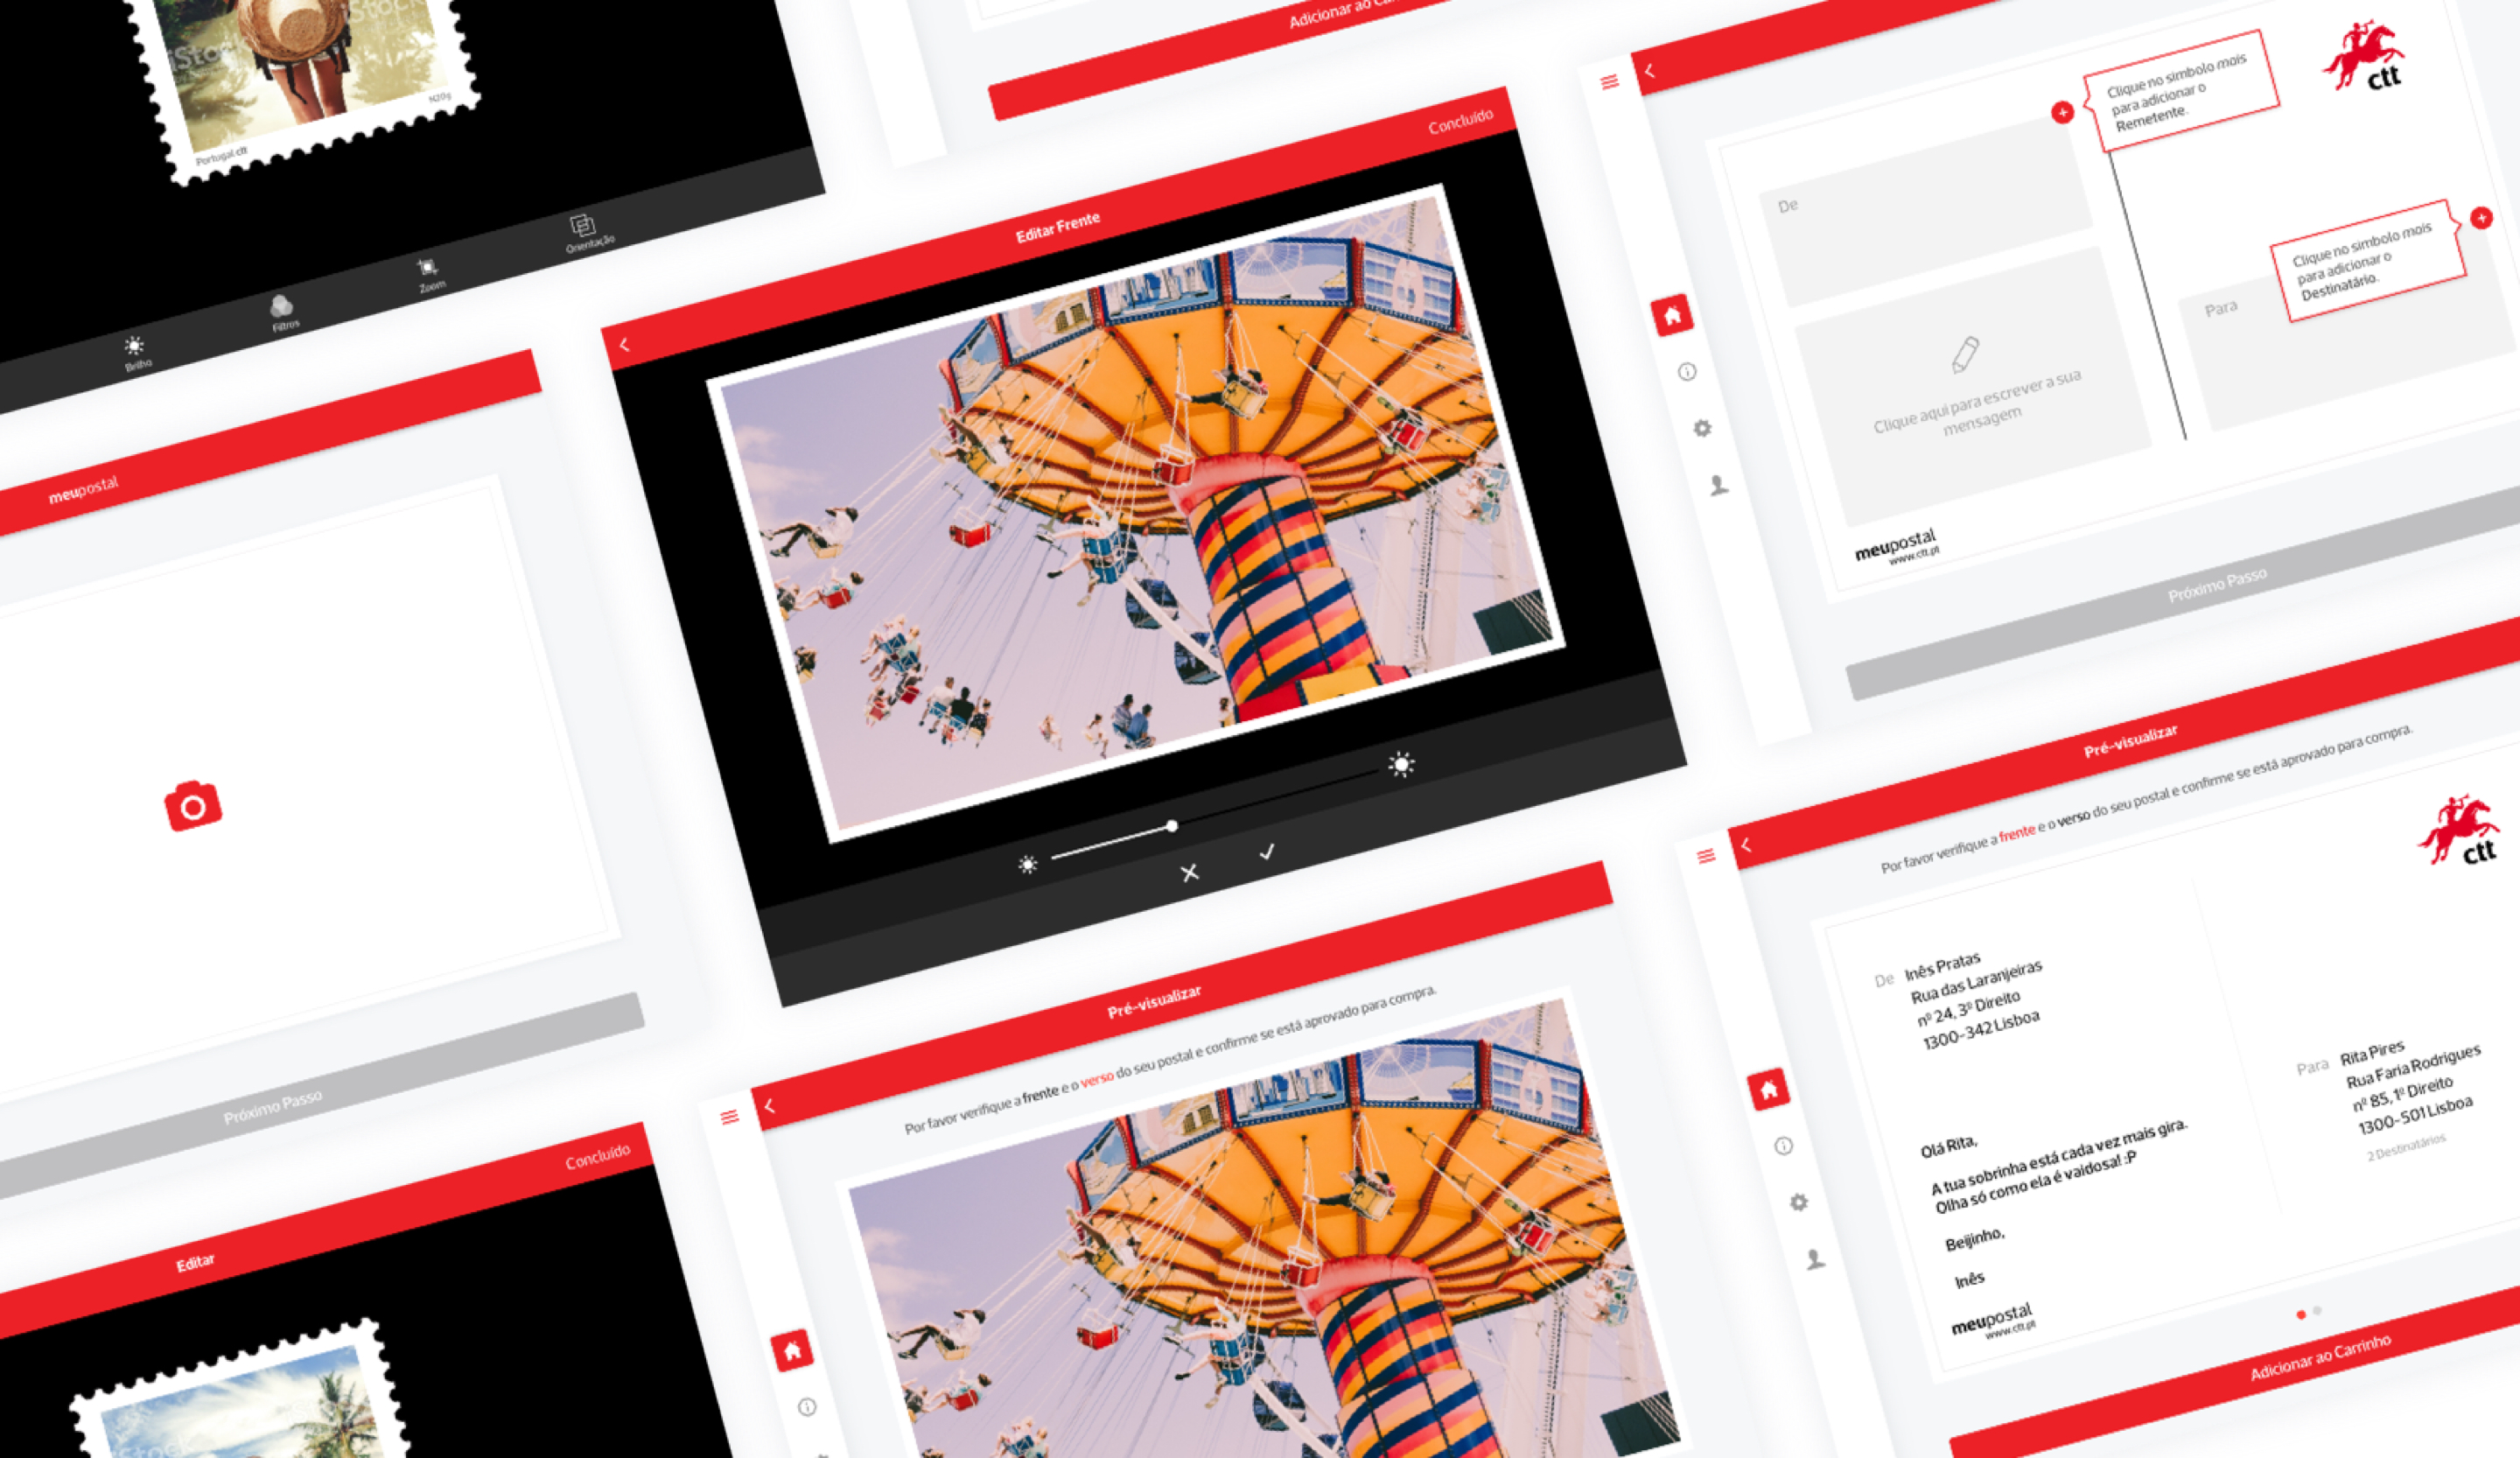 iStock
iStock
Portugal.ctt
N20g
Brilho
Filtros
Zoom
Orientação
meupostal
Próximo Passo
Editar
Concluído
iStock
Adicionar ao
Concluído
Editar Frente
Pré-visualizar
Por favor verifique a frente e o verso do seu postal e confirme se está aprovado para compra.
Clique no simbolo mais
para adicionar o
Remetente.
ctt
De
Clique no simbolo mais
para adicionar o
Destinatário.
Para
Clique aqui para escrever a sua
mensagem
meupostal
www.ctt.pt
Próximo Passo
Pré-visualizar
Por favor verifique a frente e o verso do seu postal e confirme se está aprovado para compra.
ctt
De
Inês Pratas
Rua das Laranjeiras
nº 24, 3º Direito
1300-342 Lisboa
Para
Rita Pires
Rua Faria Rodrigues
nº 85, 1º Direito
1300-501 Lisboa
2 Destinatários
Olá Rita,
A tua sobrinha está cada vez mais gira.
Olha só como ela é vaidosa! :P
Beijinho,
Inês
meupostal
www.ctt.pt
Adicionar ao Carrinho